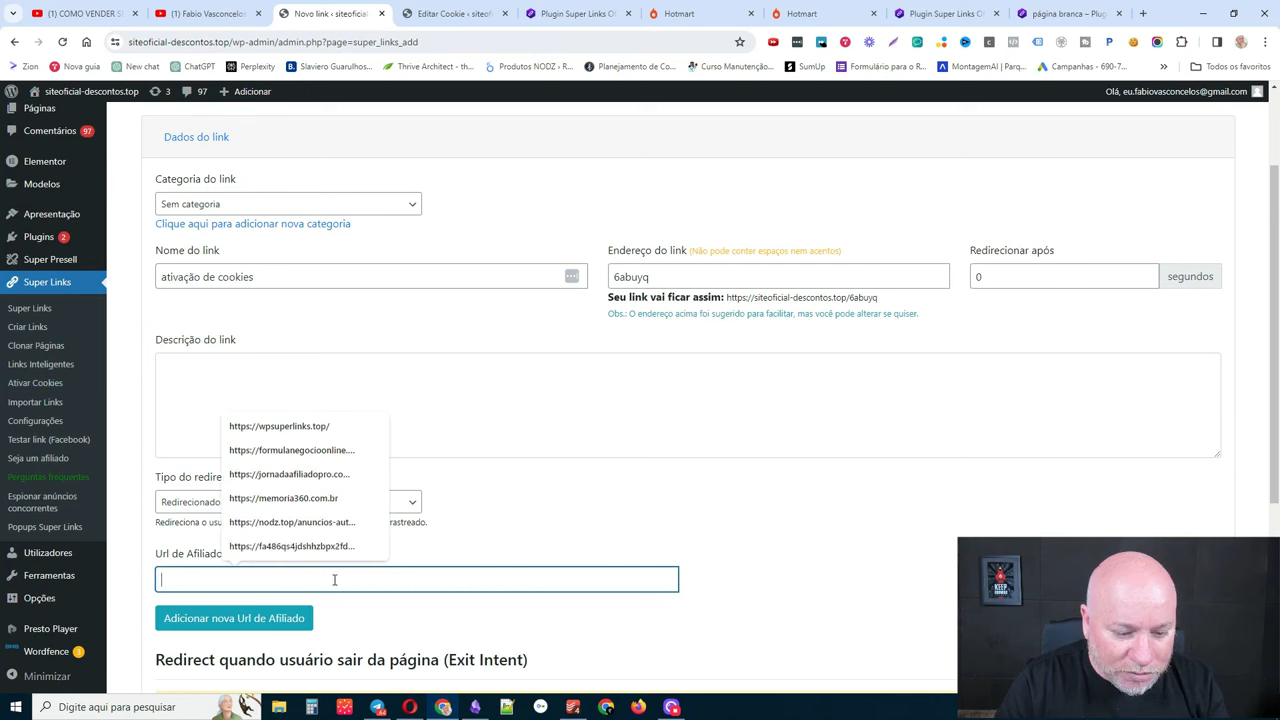 (1) COMO VENDER S
(1) Fabio Vasconcelos
Novo link ‹ siteoficial
Editar Cookie ‹ siteof
Plugin Super Links O
Hotmart
Hotmart
Plugin Super Links O
página branca – Plug
siteoficial-descontos.top/wp-admin/admin.php?page=super_links_add
Zion
Nova guia
New chat
ChatGPT
Perplexity
Slaviero Guarulhos...
Thrive Architect - T...
Produtos NODZ - R...
Planejamento de Co...
Curso Manutenção...
SumUp
Formulário para o R...
MontagemAI | Parq...
Campanhas - 690-7...
Todos os favoritos
siteoficial-descontos.top
3
97
Adicionar
Olá, eu.fabiovasconcelos@gmail.com
Páginas
Comentários 97
Elementor
Modelos
Apresentação
Plugins 2
Super Presell
Super Links
Super Links
Criar Links
Clonar Páginas
Links Inteligentes
Ativar Cookies
Importar Links
Configurações
Testar link (Facebook)
Seja um afiliado
Perguntas frequentes
Espionar anúncios
concorrentes
Popups Super Links
Utilizadores
Ferramentas
Opções
Presto Player
Wordfence 3
Minimizar
Dados do link
Categoria do link
Sem categoria
Clique aqui para adicionar nova categoria
Nome do link
ativação de cookies
Endereço do link (Não pode conter espaços nem acentos)
6abuyq
Seu link vai ficar assim: https://siteoficial-descontos.top/6abuyq
Obs.: O endereço acima foi sugerido para facilitar, mas você pode alterar se quiser.
Redirecionar após
0
segundos
Descrição do link
https://wpsuperlinks.top/
https://formulanegocioonline....
https://jornadaafiliadopro.co...
https://memoria360.com.br
https://nodz.top/anuncios-aut...
https://fa486qs4jdshhzbpx2fd...
Tipo do redire
Redirecionado
Redireciona o usu
rastreado.
Url de Afiliado
Adicionar nova Url de Afiliado
Redirect quando usuário sair da página (Exit Intent)
KEEP
Digite aqui para pesquisar